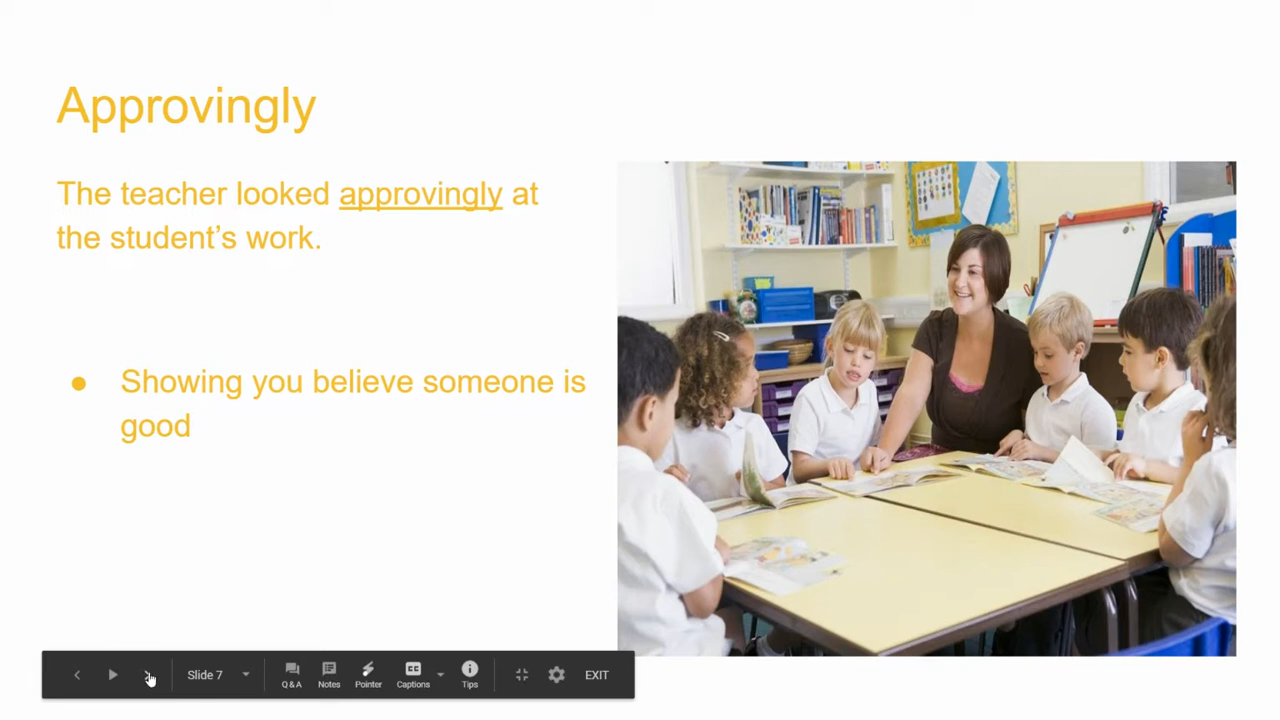 Approvingly
The teacher looked approvingly at
the student’s work.
● Showing you believe someone is
good
Slide 7
Q & A
Notes
Pointer
CC
Captions
Tips
EXIT